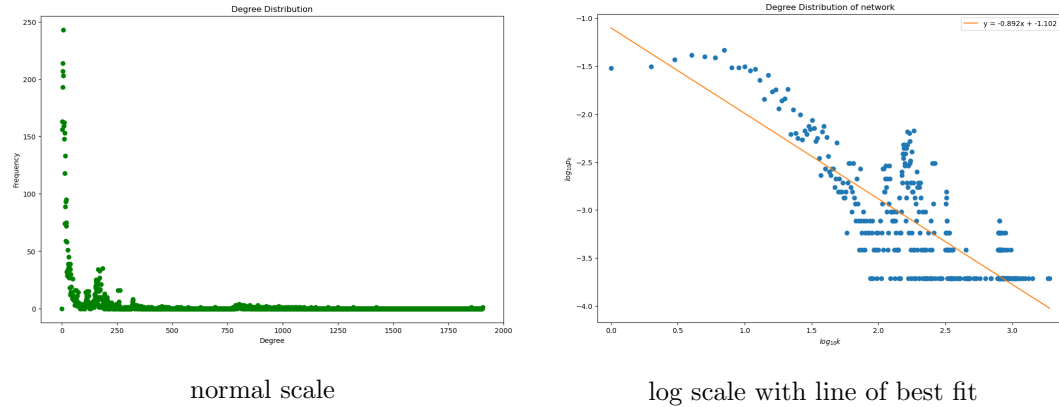 Degree Distribution
250
200
150
100
50
0
Frequency
0 250 500 750 1000 1250 1500 1750 2000
Degree
normal scale
Degree Distribution of network
y = -0.892x + -1.102
−1.0
−1.5
−2.0
−2.5
−3.0
−3.5
−4.0
log₁₀Pₖ
0.0 0.5 1.0 1.5 2.0 2.5 3.0
log₁₀k
log scale with line of best fit